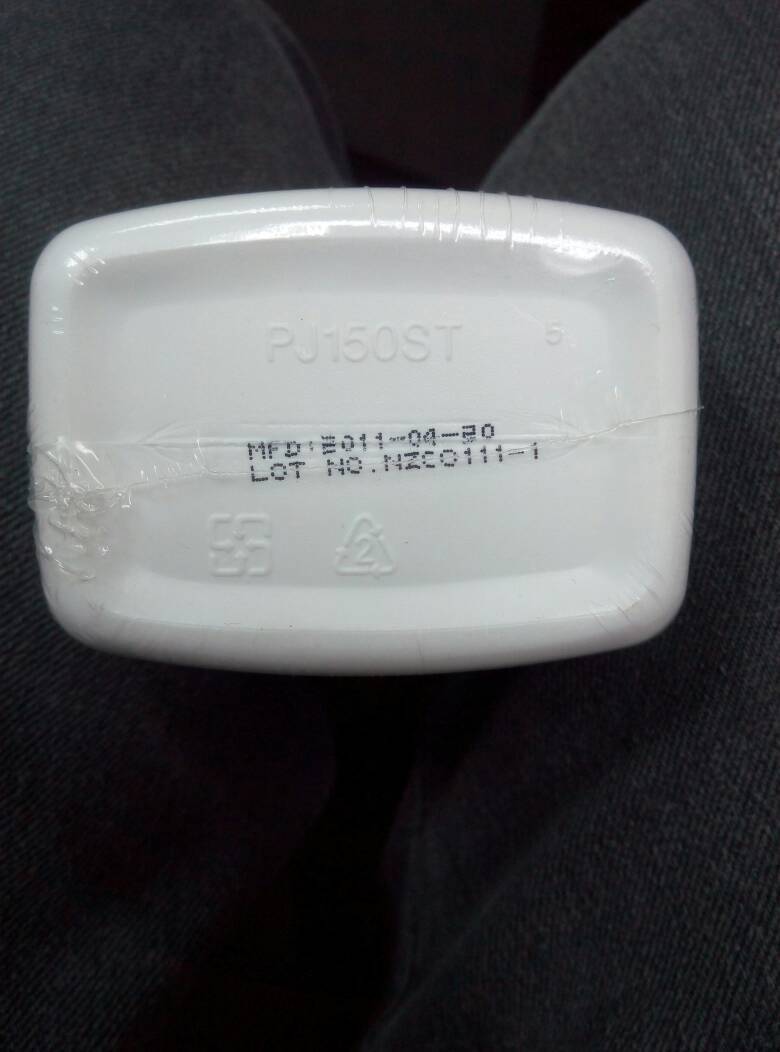 PJ150ST 5
MFD:2011-04-20
LOT NO.NZC0111-1
2